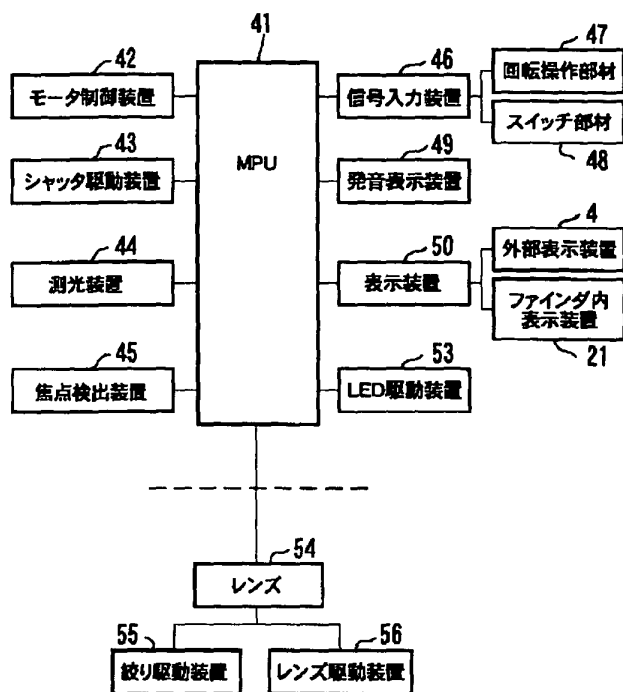 41
42
モータ制御装置
43
シャッタ駆動装置
44
測光装置
45
焦点検出装置
MPU
46
信号入力装置
47
回転操作部材
スイッチ部材
48
49
発音表示装置
50
表示装置
4
外部表示装置
ファインダ内
表示装置
21
53
LED駆動装置
54
レンズ
55
絞り駆動装置
56
レンズ駆動装置